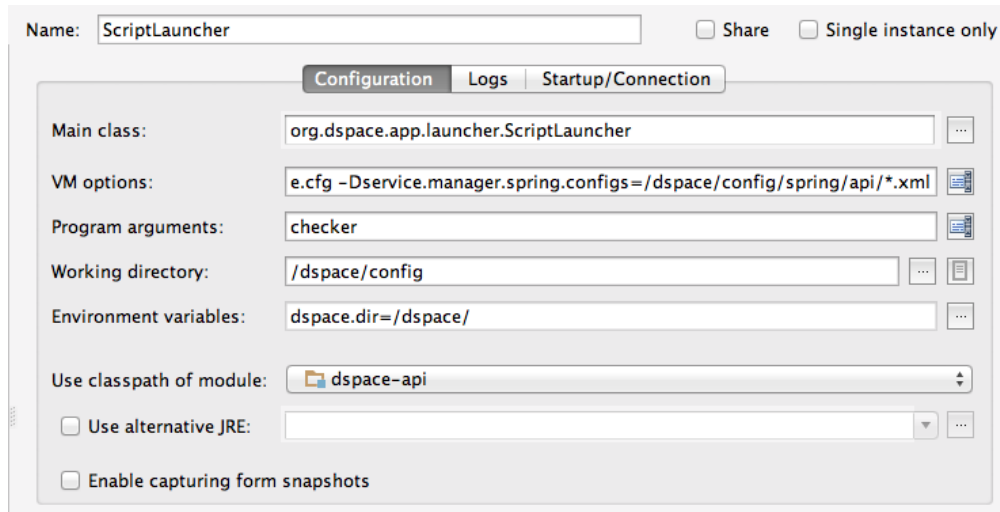 Name: ScriptLauncher Share Single instance only
Configuration Logs Startup/Connection
Main class: org.dspace.app.launcher.ScriptLauncher ...
VM options: e.cfg -Dservice.manager.spring.configs=/dspace/config/spring/api/*.xml
Program arguments: checker
Working directory: /dspace/config ...
Environment variables: dspace.dir=/dspace/ ...
Use classpath of module: dspace-api
Use alternative JRE: ...
Enable capturing form snapshots